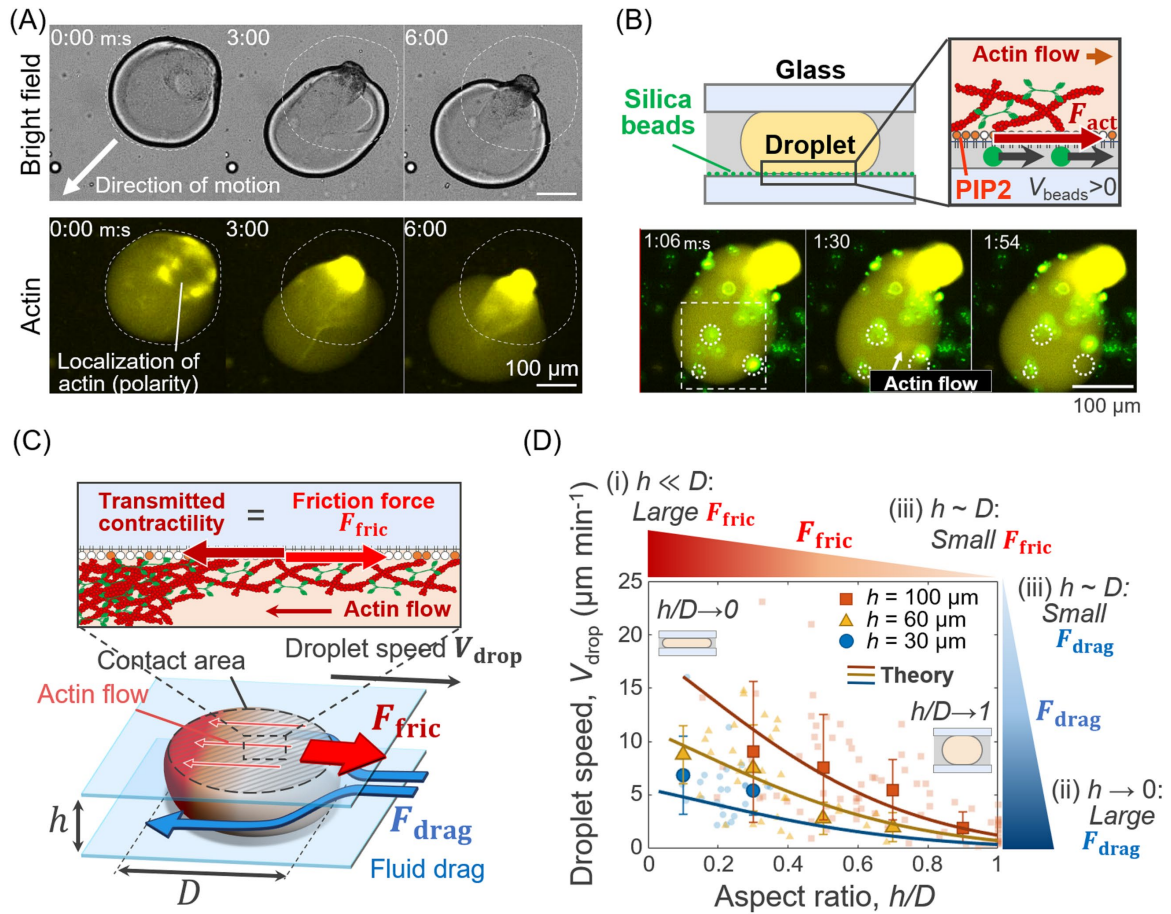 (A)
Bright field
0:00 m:s
3:00
6:00
Direction of motion
Actin
0:00 m:s
3:00
6:00
Localization of
actin (polarity)
100 µm
(B)
Glass
Silica
beads
Droplet
Actin flow
F_act
PIP2
V_beads>0
1:06 m:s
1:30
1:54
Actin flow
100 µm
(C)
Transmitted
contractility
=
Friction force
F_fric
Actin flow
Contact area
Droplet speed V_drop
Actin flow
F_fric
F_drag
Fluid drag
h
D
(D)
(i) h ≪ D:
Large F_fric
F_fric
(iii) h ~ D:
Small F_fric
(iii) h ~ D:
Small
F_drag
F_drag
(ii) h → 0:
Large
F_drag
Droplet speed, V_drop (µm min⁻¹)
25
20
15
10
5
0
h/D→0
h = 100 µm
h = 60 µm
h = 30 µm
Theory
h/D→1
0
0.2
0.4
0.6
0.8
1
Aspect ratio, h/D